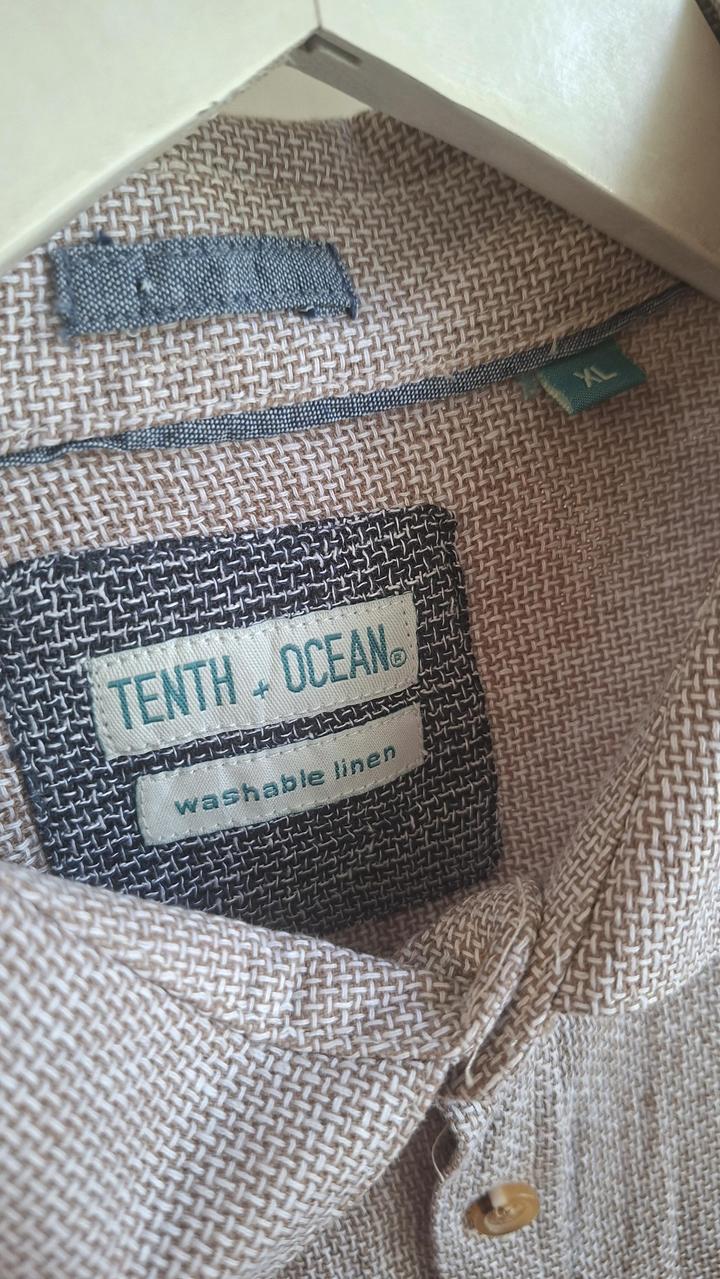 XL
TENTH + OCEAN®
washable linen